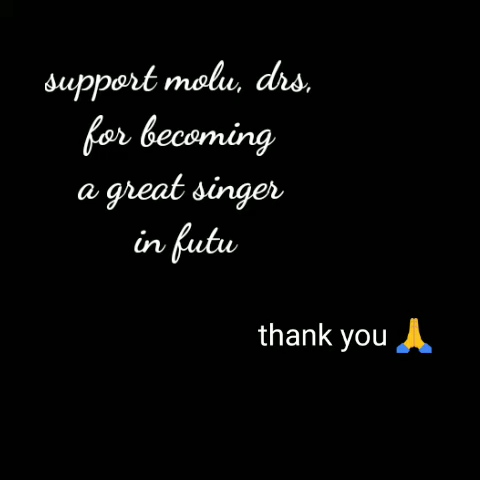 support molu, drs,
for becoming
a great singer
in futu
thank you 🙏